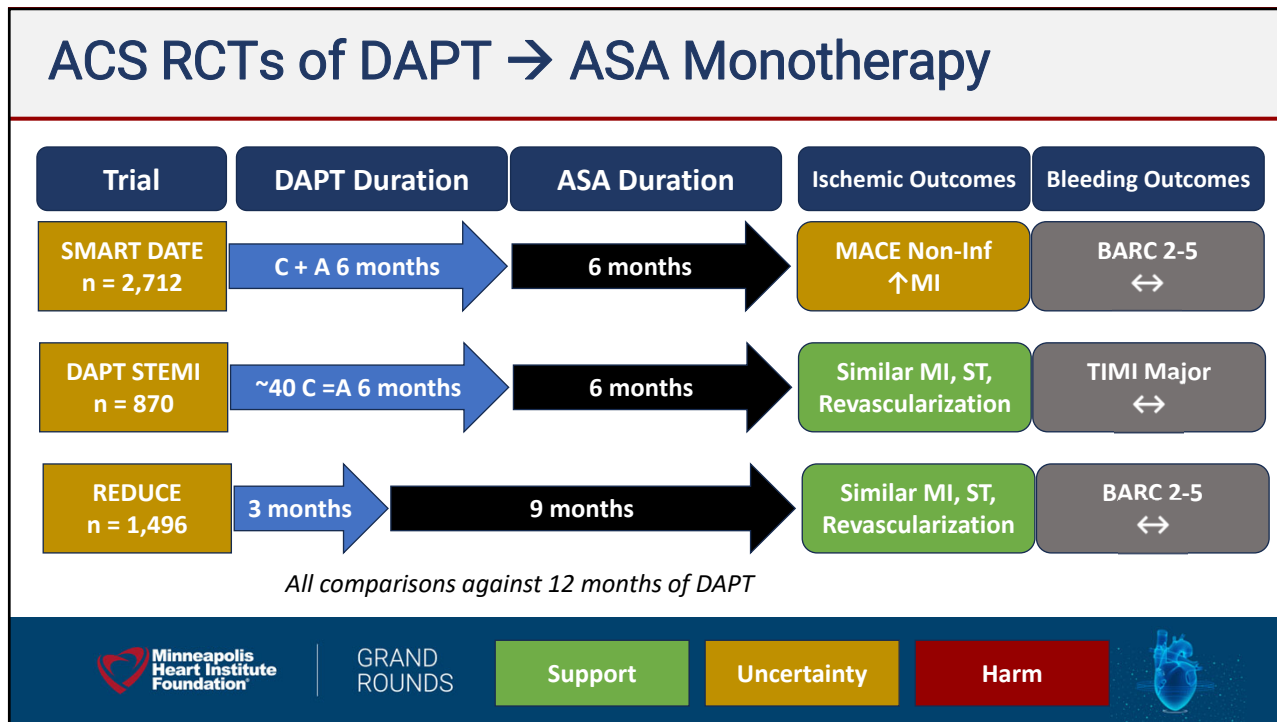 ACS RCTs of DAPT → ASA Monotherapy
Trial
DAPT Duration
ASA Duration
Ischemic Outcomes
Bleeding Outcomes
SMART DATE
n = 2,712
C + A 6 months
6 months
MACE Non-Inf
↑MI
BARC 2-5
↔
DAPT STEMI
n = 870
~40 C =A 6 months
6 months
Similar MI, ST,
Revascularization
TIMI Major
↔
REDUCE
n = 1,496
3 months
9 months
Similar MI, ST,
Revascularization
BARC 2-5
↔
All comparisons against 12 months of DAPT
Minneapolis
Heart Institute
Foundation®
GRAND
ROUNDS
Support
Uncertainty
Harm